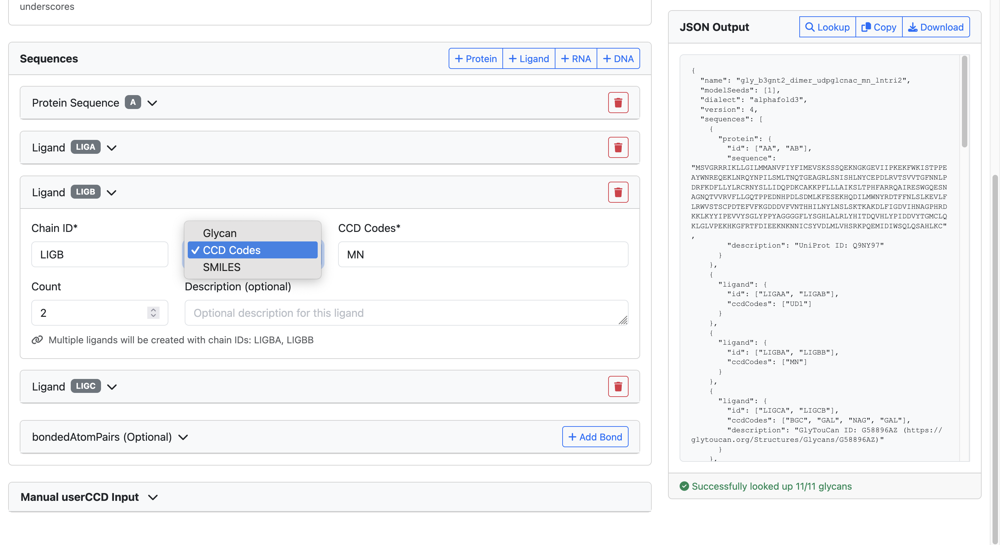 underscores
Sequences
+ Protein
+ Ligand
+ RNA
+ DNA
Protein Sequence A
Ligand LIGA
Ligand LIGB
Chain ID*
Glycan
✓ CCD Codes
SMILES
CCD Codes*
LIGB
MN
Count
Description (optional)
2
Optional description for this ligand
Multiple ligands will be created with chain IDs: LIGBA, LIGBB
Ligand LIGC
bondedAtomPairs (Optional)
+ Add Bond
Manual userCCD Input
JSON Output
Lookup
Copy
Download
{
"name": "gly_b3gnt2_dimer_udpglcnac_mn_lntri2",
"modelSeeds": [1],
"dialect": "alphafold3",
"version": 4,
"sequences": [
{
"protein": {
"id": ["AA", "AB"],
"sequence":
"MSVGRRRIKLLGILMMANVFIYFIMEVSKSSSQEKNGKGEVIIPKEKFWKISTPPE
AYWNREQEKLNRQYNPILSMLTNQTGEAGRLSNISHLNYCEPDLRVTSVVTGFNNLP
DRFKDFLLYLRCRNYSLLIDQPDKCAKKPFLLLAIKSLTPHFARRQAIRESWGQESN
AGNQTVVRVFLLGQTPPEDNHPDLSDMLKFESEKHQDILMWNYRDTFFNLSLKEVLF
LRWVSTSCPDTEFVFKGDDDVFVNTHHILNYLNSLSKTKAKDLFIGDVIHNAGPHRD
KKLKYYIPEVVYSGLYPPYAGGGGFLYSGHLALRLYHITDQVHLYPIDDVYTGMCLQ
KLGLVPEKHKGFRTFDIEEKNKNNICSYVDLMLVHSRKPQEMIDIWSQLQSAHLKC"
,
"description": "UniProt ID: Q9NY97"
}
},
{
"ligand": {
"id": ["LIGAA", "LIGAB"],
"ccdCodes": ["UD1"]
}
},
{
"ligand": {
"id": ["LIGBA", "LIGBB"],
"ccdCodes": ["MN"]
}
},
{
"ligand": {
"id": ["LIGCA", "LIGCB"],
"ccdCodes": ["BGC", "GAL", "NAG", "GAL"],
"description": "GlyTouCan ID: G58896AZ (https://
glytoucan.org/Structures/Glycans/G58896AZ)"
}
},
Successfully looked up 11/11 glycans